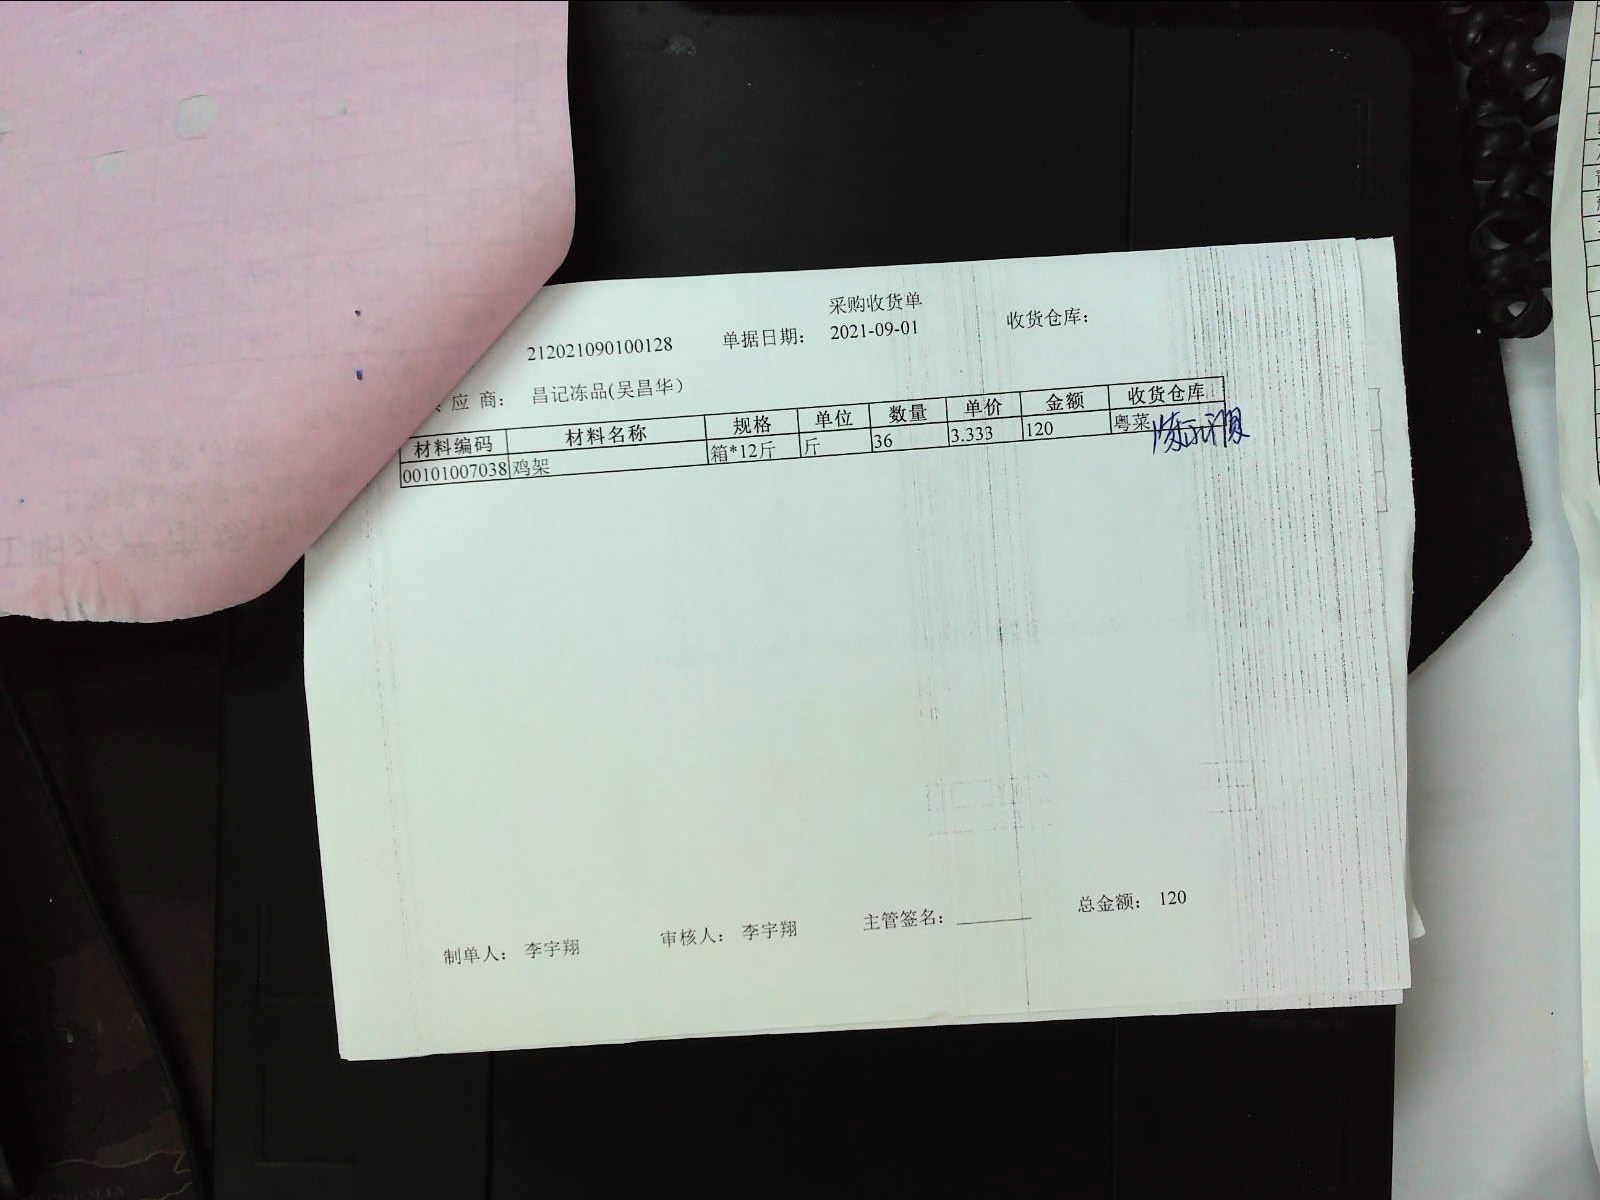 采购收货单
212021090100128 单据日期： 2021-09-01 收货仓库：
应 商： 昌记冻品(吴昌华)
材料编码 材料名称 规格 单位 数量 单价 金额 收货仓库
00101007038 鸡架 箱*12斤 斤 36 3.333 120 粤菜
制单人： 李宇翔 审核人： 李宇翔 主管签名： 总金额： 120